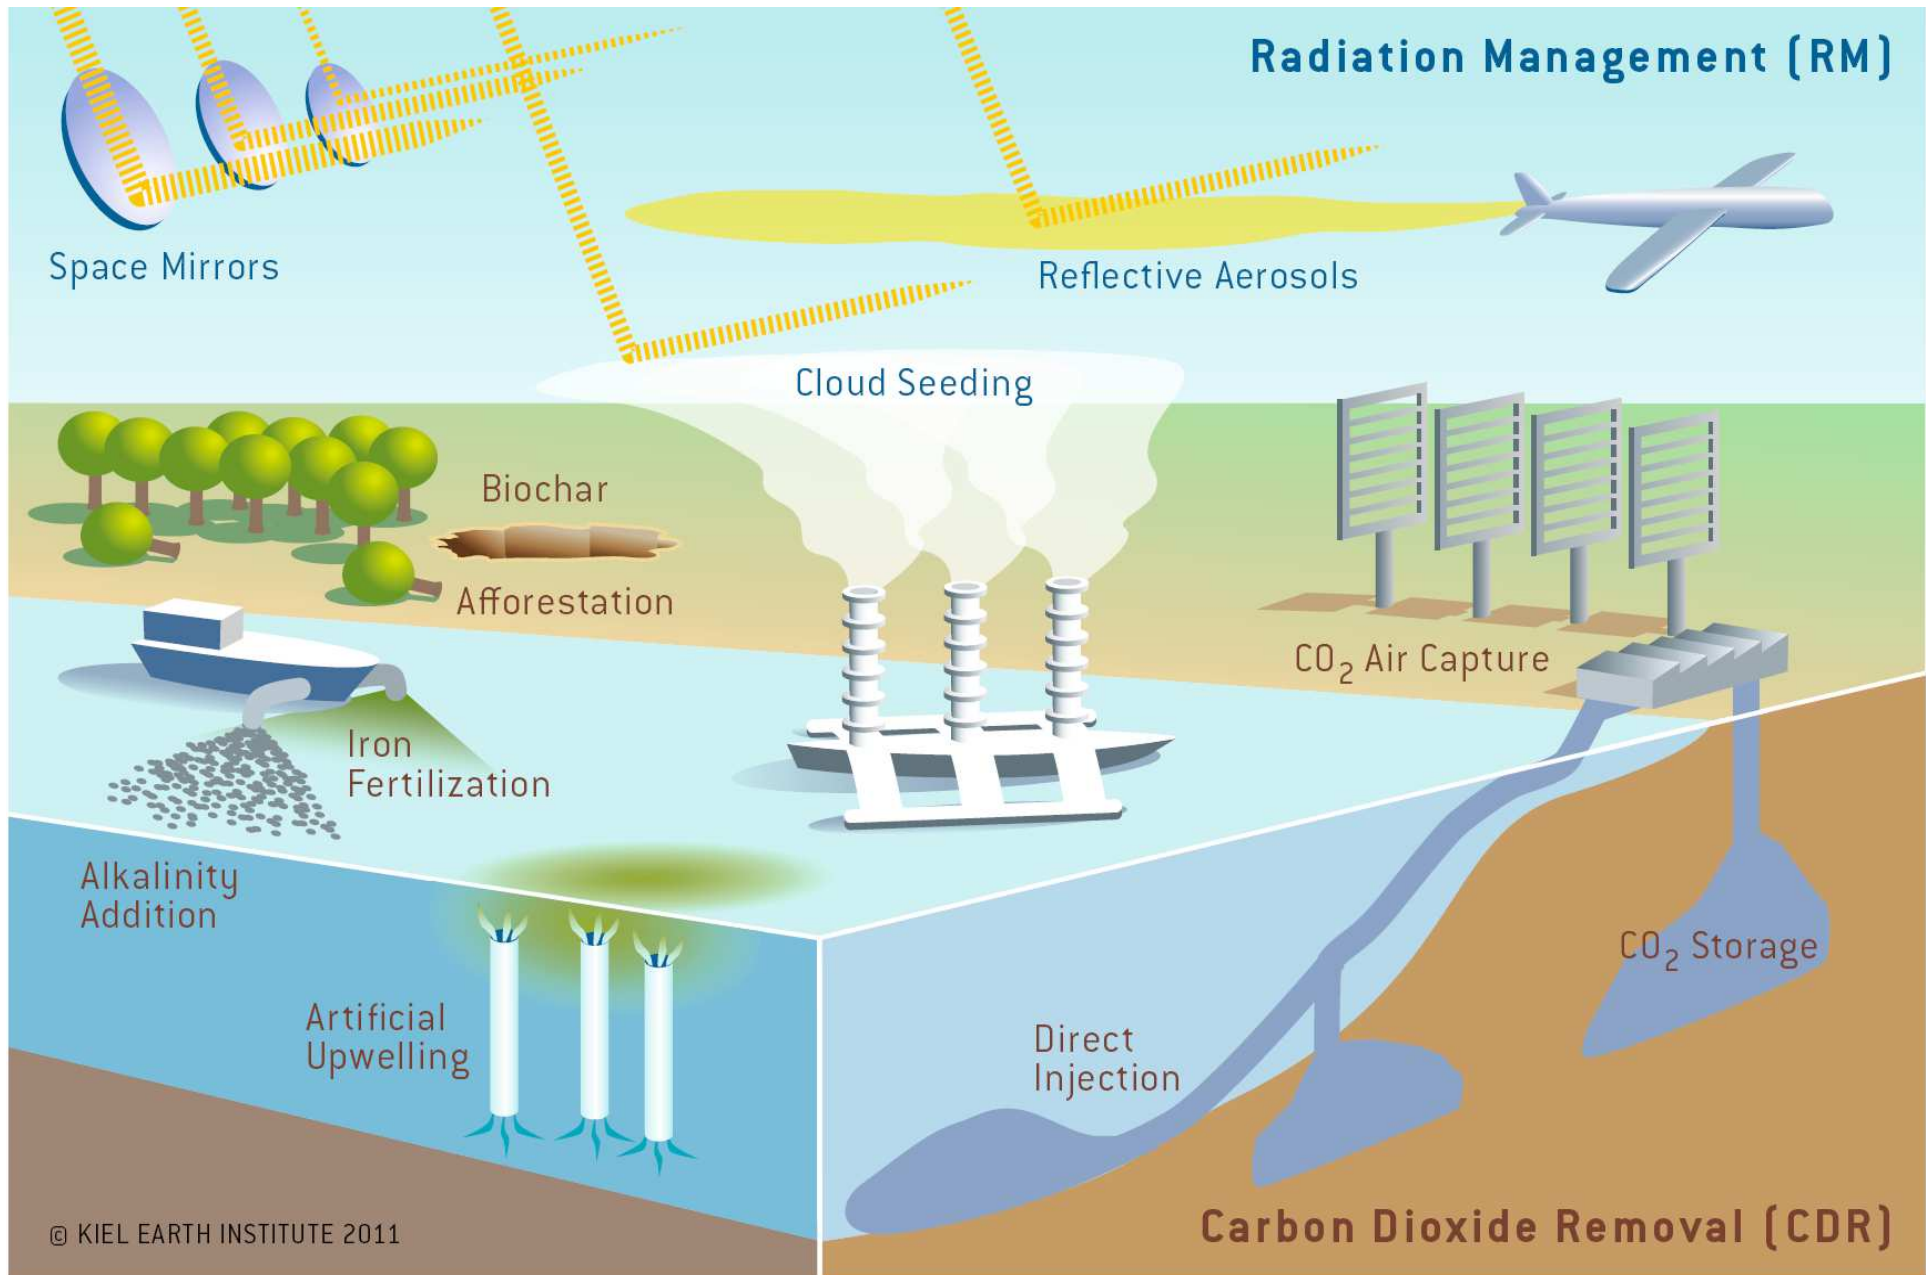 Radiation Management (RM)
Space Mirrors
Reflective Aerosols
Cloud Seeding
Biochar
Afforestation
CO₂ Air Capture
Iron
Fertilization
Alkalinity
Addition
CO₂ Storage
Artificial
Upwelling
Direct
Injection
Carbon Dioxide Removal (CDR)
© KIEL EARTH INSTITUTE 2011